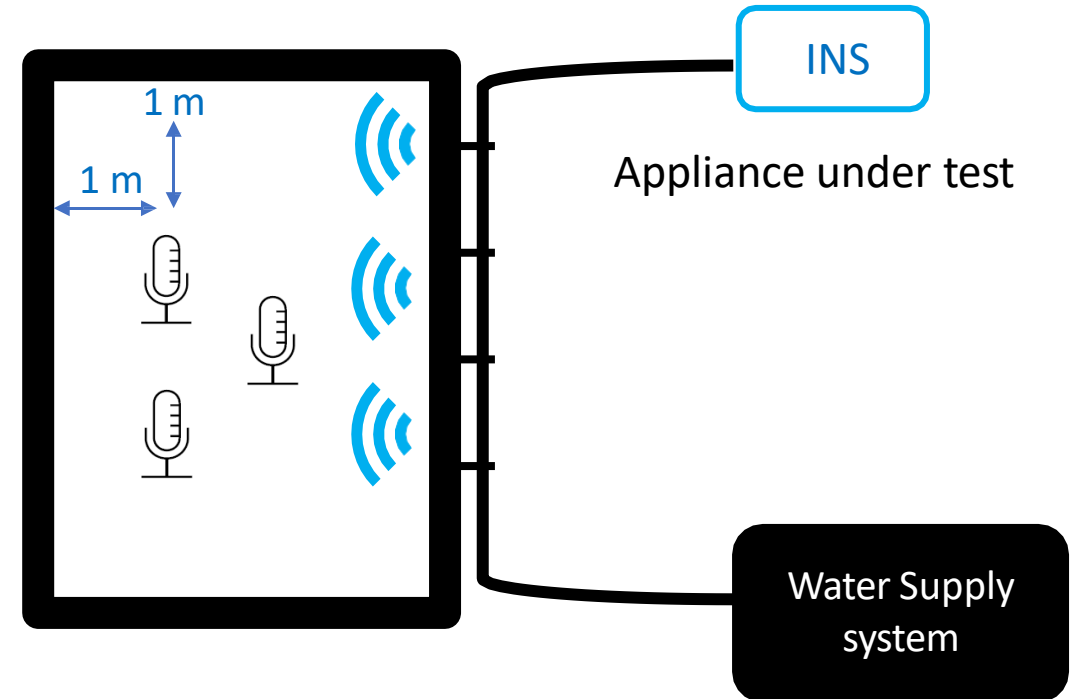 INS
1 m
1 m
Appliance under test
Water Supply
system